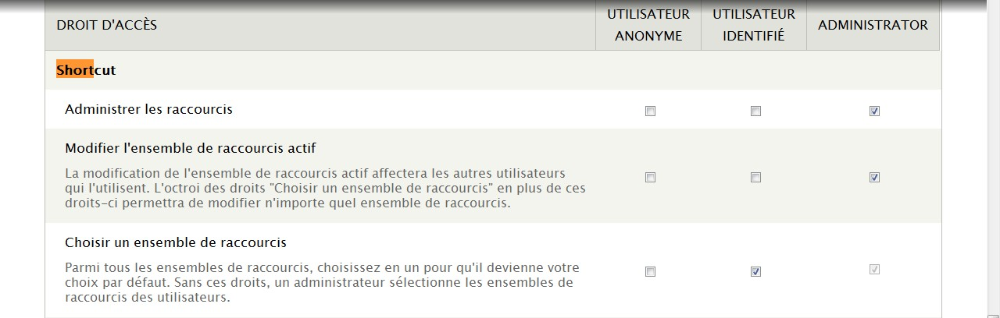 DROIT D'ACCÈS
UTILISATEUR ANONYME
UTILISATEUR IDENTIFIÉ
ADMINISTRATOR
Shortcut
Administrer les raccourcis
Modifier l'ensemble de raccourcis actif
La modification de l'ensemble de raccourcis actif affectera les autres utilisateurs
qui l'utilisent. L'octroi des droits "Choisir un ensemble de raccourcis" en plus de ces
droits-ci permettra de modifier n'importe quel ensemble de raccourcis.
Choisir un ensemble de raccourcis
Parmi tous les ensembles de raccourcis, choisissez en un pour qu'il devienne votre
choix par défaut. Sans ces droits, un administrateur sélectionne les ensembles de
raccourcis des utilisateurs.